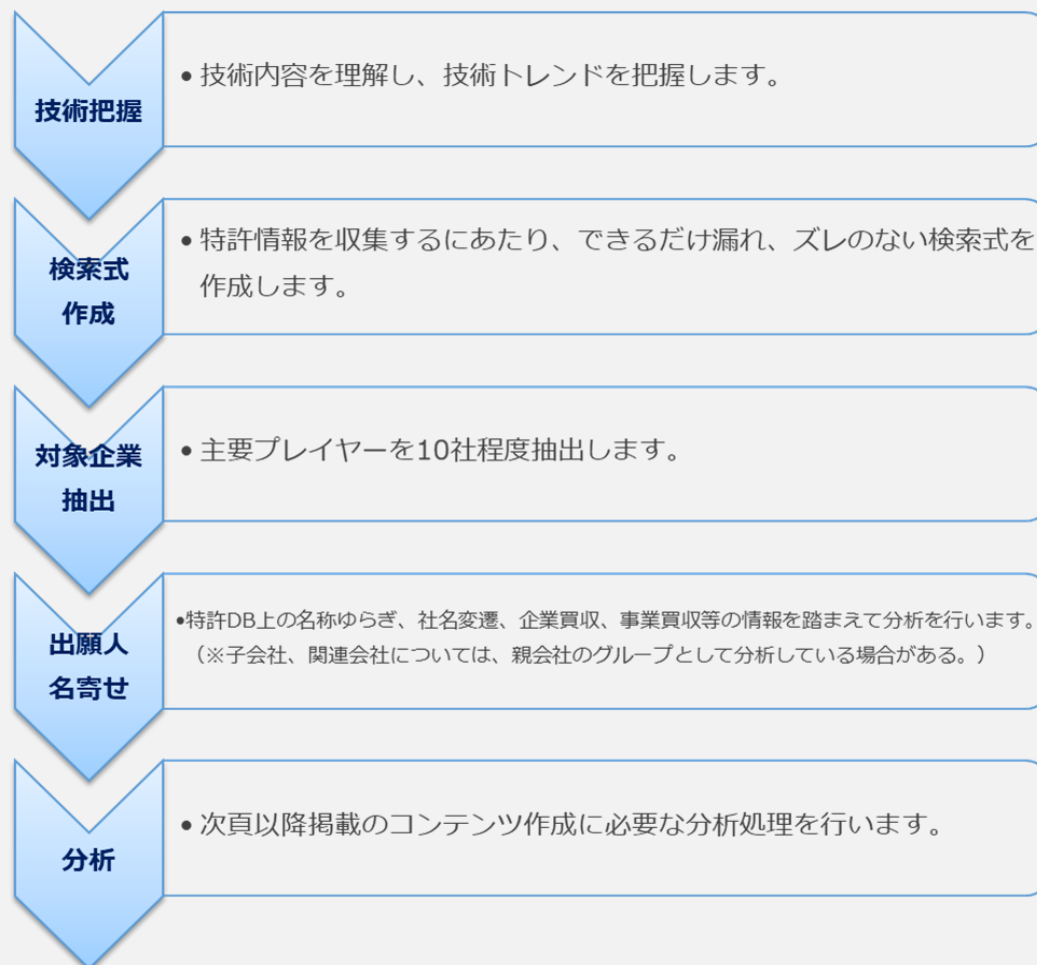 技術把握
• 技術内容を理解し、技術トレンドを把握します。
検索式
作成
• 特許情報を収集するにあたり、できるだけ漏れ、ズレのない検索式を
作成します。
対象企業
抽出
• 主要プレイヤーを10社程度抽出します。
出願人
名寄せ
•特許DB上の名称ゆらぎ、社名変遷、企業買収、事業買収等の情報を踏まえて分析を行います。
（※子会社、関連会社については、親会社のグループとして分析している場合がある。）
分析
• 次頁以降掲載のコンテンツ作成に必要な分析処理を行います。